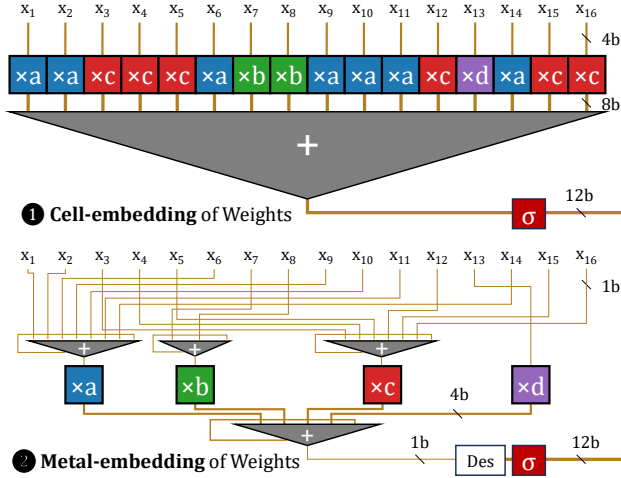 x₁ x₂ x₃ x₄ x₅ x₆ x₇ x₈ x₉ x₁₀ x₁₁ x₁₂ x₁₃ x₁₄ x₁₅ x₁₆
4b
×a ×a ×c ×c ×c ×a ×b ×b ×a ×a ×a ×c ×d ×a ×c ×c
8b
+
❶ Cell-embedding of Weights σ 12b
x₁ x₂ x₃ x₄ x₅ x₆ x₇ x₈ x₉ x₁₀ x₁₁ x₁₂ x₁₃ x₁₄ x₁₅ x₁₆
1b
+ + +
×a ×b ×c ×d
4b
+
❷ Metal-embedding of Weights 1b Des σ 12b